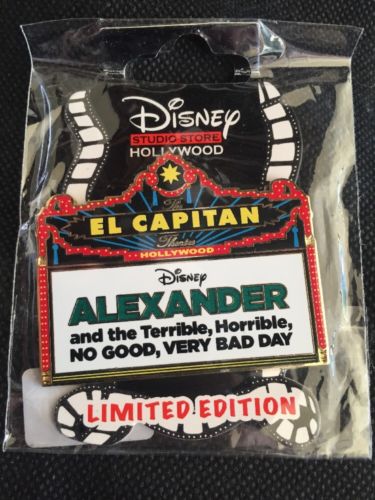 Disney
STUDIO STORE
HOLLYWOOD
The
EL CAPITAN
Theatre
HOLLYWOOD
Disney
ALEXANDER
and the Terrible, Horrible,
NO GOOD, VERY BAD DAY
LIMITED EDITION